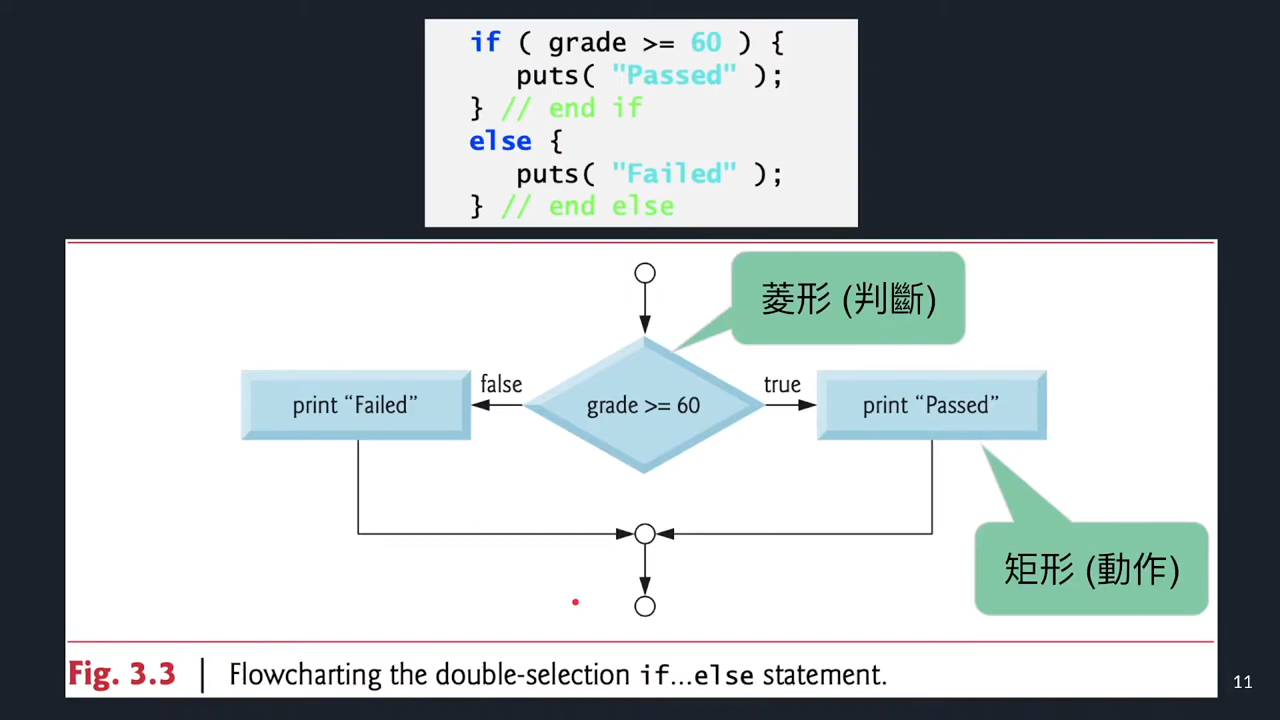 if ( grade >= 60 ) {
puts( "Passed" );
} // end if
else {
puts( "Failed" );
} // end else
菱形 (判斷)
false
true
print “Failed”
grade >= 60
print “Passed”
矩形 (動作)
Fig. 3.3 | Flowcharting the double-selection if…else statement.
11